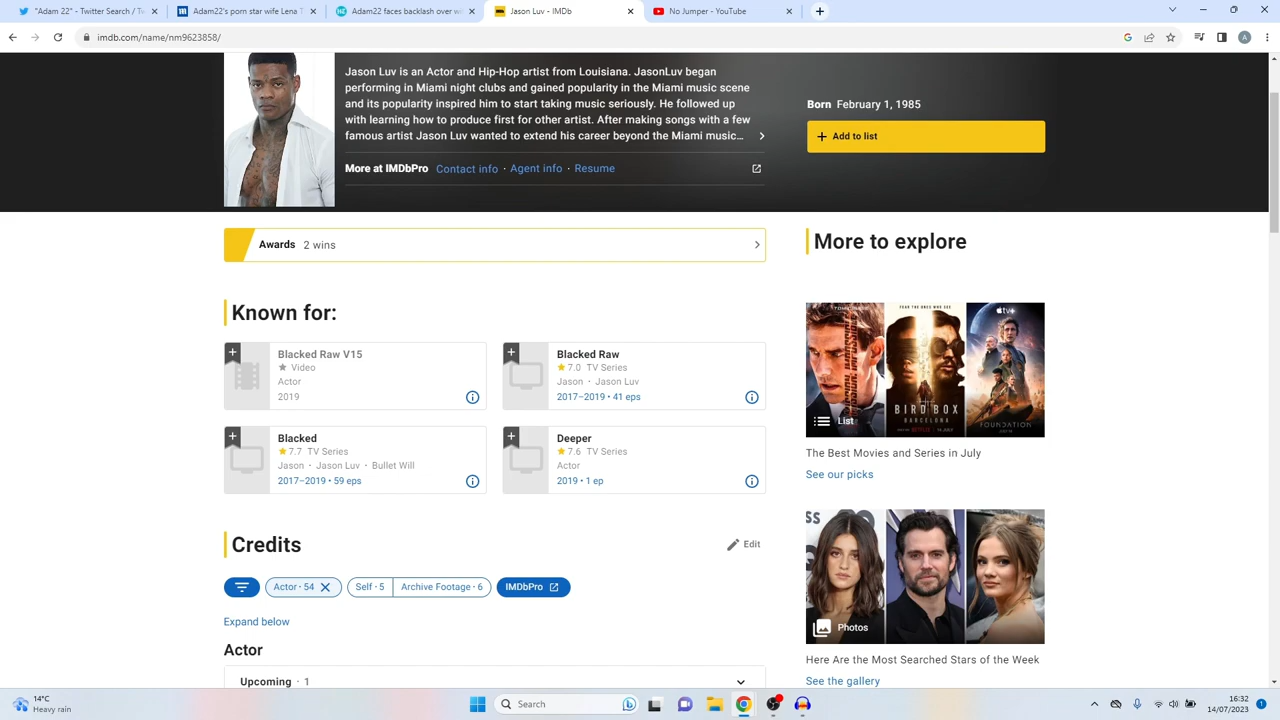 "Adam 22" - Twitter Search / Tw
Adam22's porn Lena T
Adam22 faces backlash over w
Jason Luv - IMDb
No Jumper - YouTube
imdb.com/name/nm9623858/
A
Jason Luv is an Actor and Hip-Hop artist from Louisiana. JasonLuv began
performing in Miami night clubs and gained popularity in the Miami music scene
and its popularity inspired him to start taking music seriously. He followed up
with learning how to produce first for other artist. After making songs with a few
famous artist Jason Luv wanted to extend his career beyond the Miami music...
Born February 1, 1985
+ Add to list
More at IMDbPro Contact info · Agent info · Resume
Awards 2 wins
More to explore
Known for:
Blacked Raw V15
Video
Actor
2019
Blacked Raw
7.0 TV Series
Jason · Jason Luv
2017–2019 • 41 eps
Blacked
7.7 TV Series
Jason · Jason Luv · Bullet Will
2017–2019 • 59 eps
Deeper
7.6 TV Series
Actor
2019 • 1 ep
FEAR THE ONES WHO SEE
tv+
BIRD BOX
BARCELONA
FOUNDATION
List
The Best Movies and Series in July
See our picks
Credits
Edit
Actor · 54
Self · 5
Archive Footage · 6
IMDbPro
Expand below
Actor
Upcoming · 1
Photos
Here Are the Most Searched Stars of the Week
See the gallery
14°C
Heavy rain
Search
16:32
14/07/2023